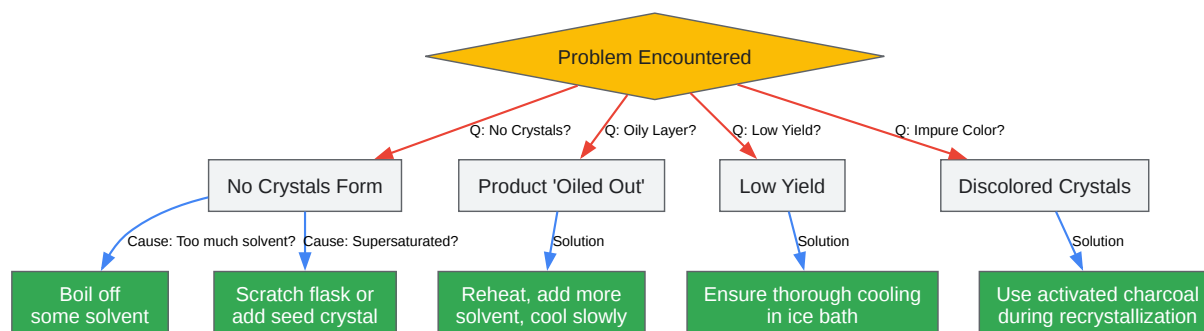 Problem Encountered
Q: No Crystals?
Q: Oily Layer?
Q: Low Yield?
Q: Impure Color?
No Crystals Form
Product 'Oiled Out'
Low Yield
Discolored Crystals
Cause: Too much solvent?
Cause: Supersaturated?
Solution
Solution
Solution
Boil off
some solvent
Scratch flask or
add seed crystal
Reheat, add more
solvent, cool slowly
Ensure thorough cooling
in ice bath
Use activated charcoal
during recrystallization